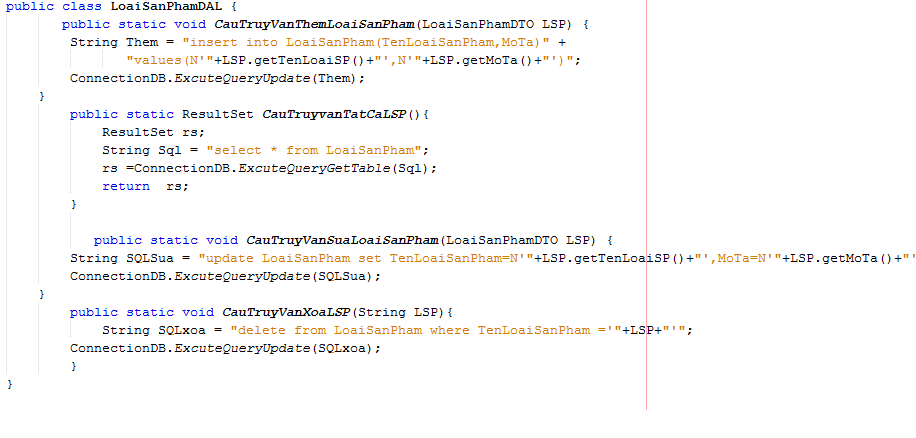 public class LoaiSanPhamDAL {
public static void CauTruyVanThemLoaiSanPham(LoaiSanPhamDTO LSP) {
String Them = "insert into LoaiSanPham(TenLoaiSanPham,MoTa)" +
"values(N'"+LSP.getTenLoaiSP()+"',N'"+LSP.getMoTa()+"')";
ConnectionDB.ExcuteQueryUpdate(Them);
}
public static ResultSet CauTruyvanTatCaLSP(){
ResultSet rs;
String Sql = "select * from LoaiSanPham";
rs =ConnectionDB.ExcuteQueryGetTable(Sql);
return  rs;
}
public static void CauTruyVanSuaLoaiSanPham(LoaiSanPhamDTO LSP) {
String SQLSua = "update LoaiSanPham set TenLoaiSanPham=N'"+LSP.getTenLoaiSP()+"',MoTa=N'"+LSP.getMoTa()+"'
ConnectionDB.ExcuteQueryUpdate(SQLSua);
}
public static void CauTruyVanXoaLSP(String LSP){
String SQLxoa = "delete from LoaiSanPham where TenLoaiSanPham ='"+LSP+"'";
ConnectionDB.ExcuteQueryUpdate(SQLxoa);
}
}